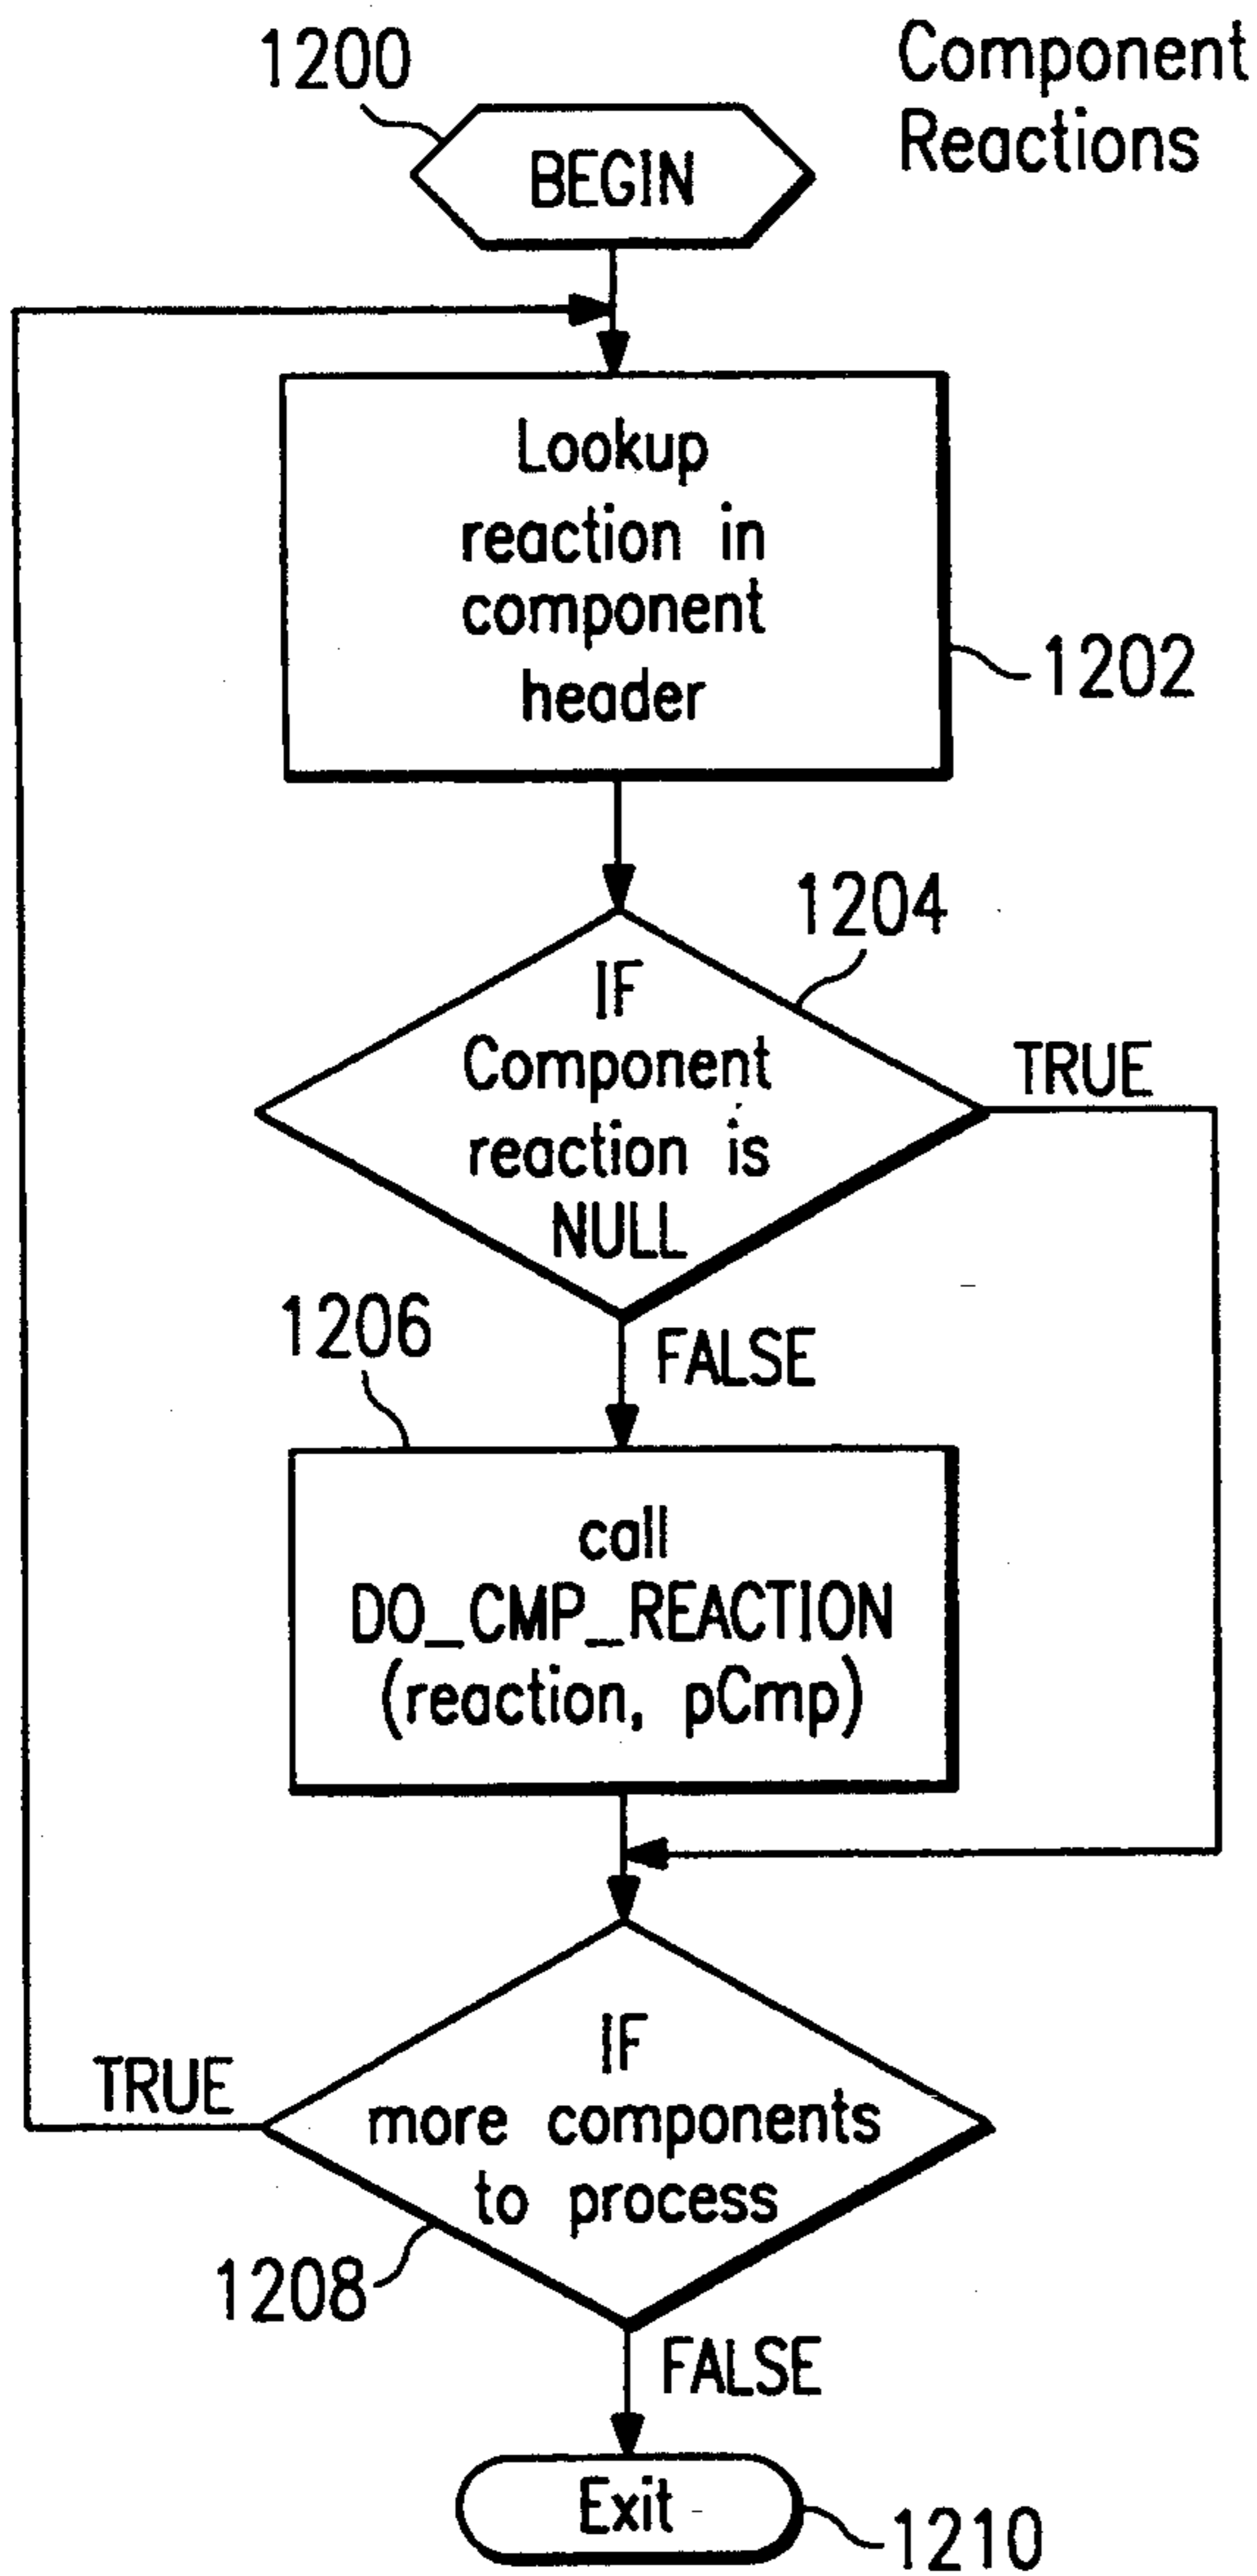 Component
Reactions
1200
BEGIN
Lookup
reaction in
component
header
1202
1204
IF
Component
reaction is
NULL
TRUE
1206
FALSE
call
DO_CMP_REACTION
(reaction, pCmp)
IF
more components
to process
TRUE
1208
FALSE
Exit
1210